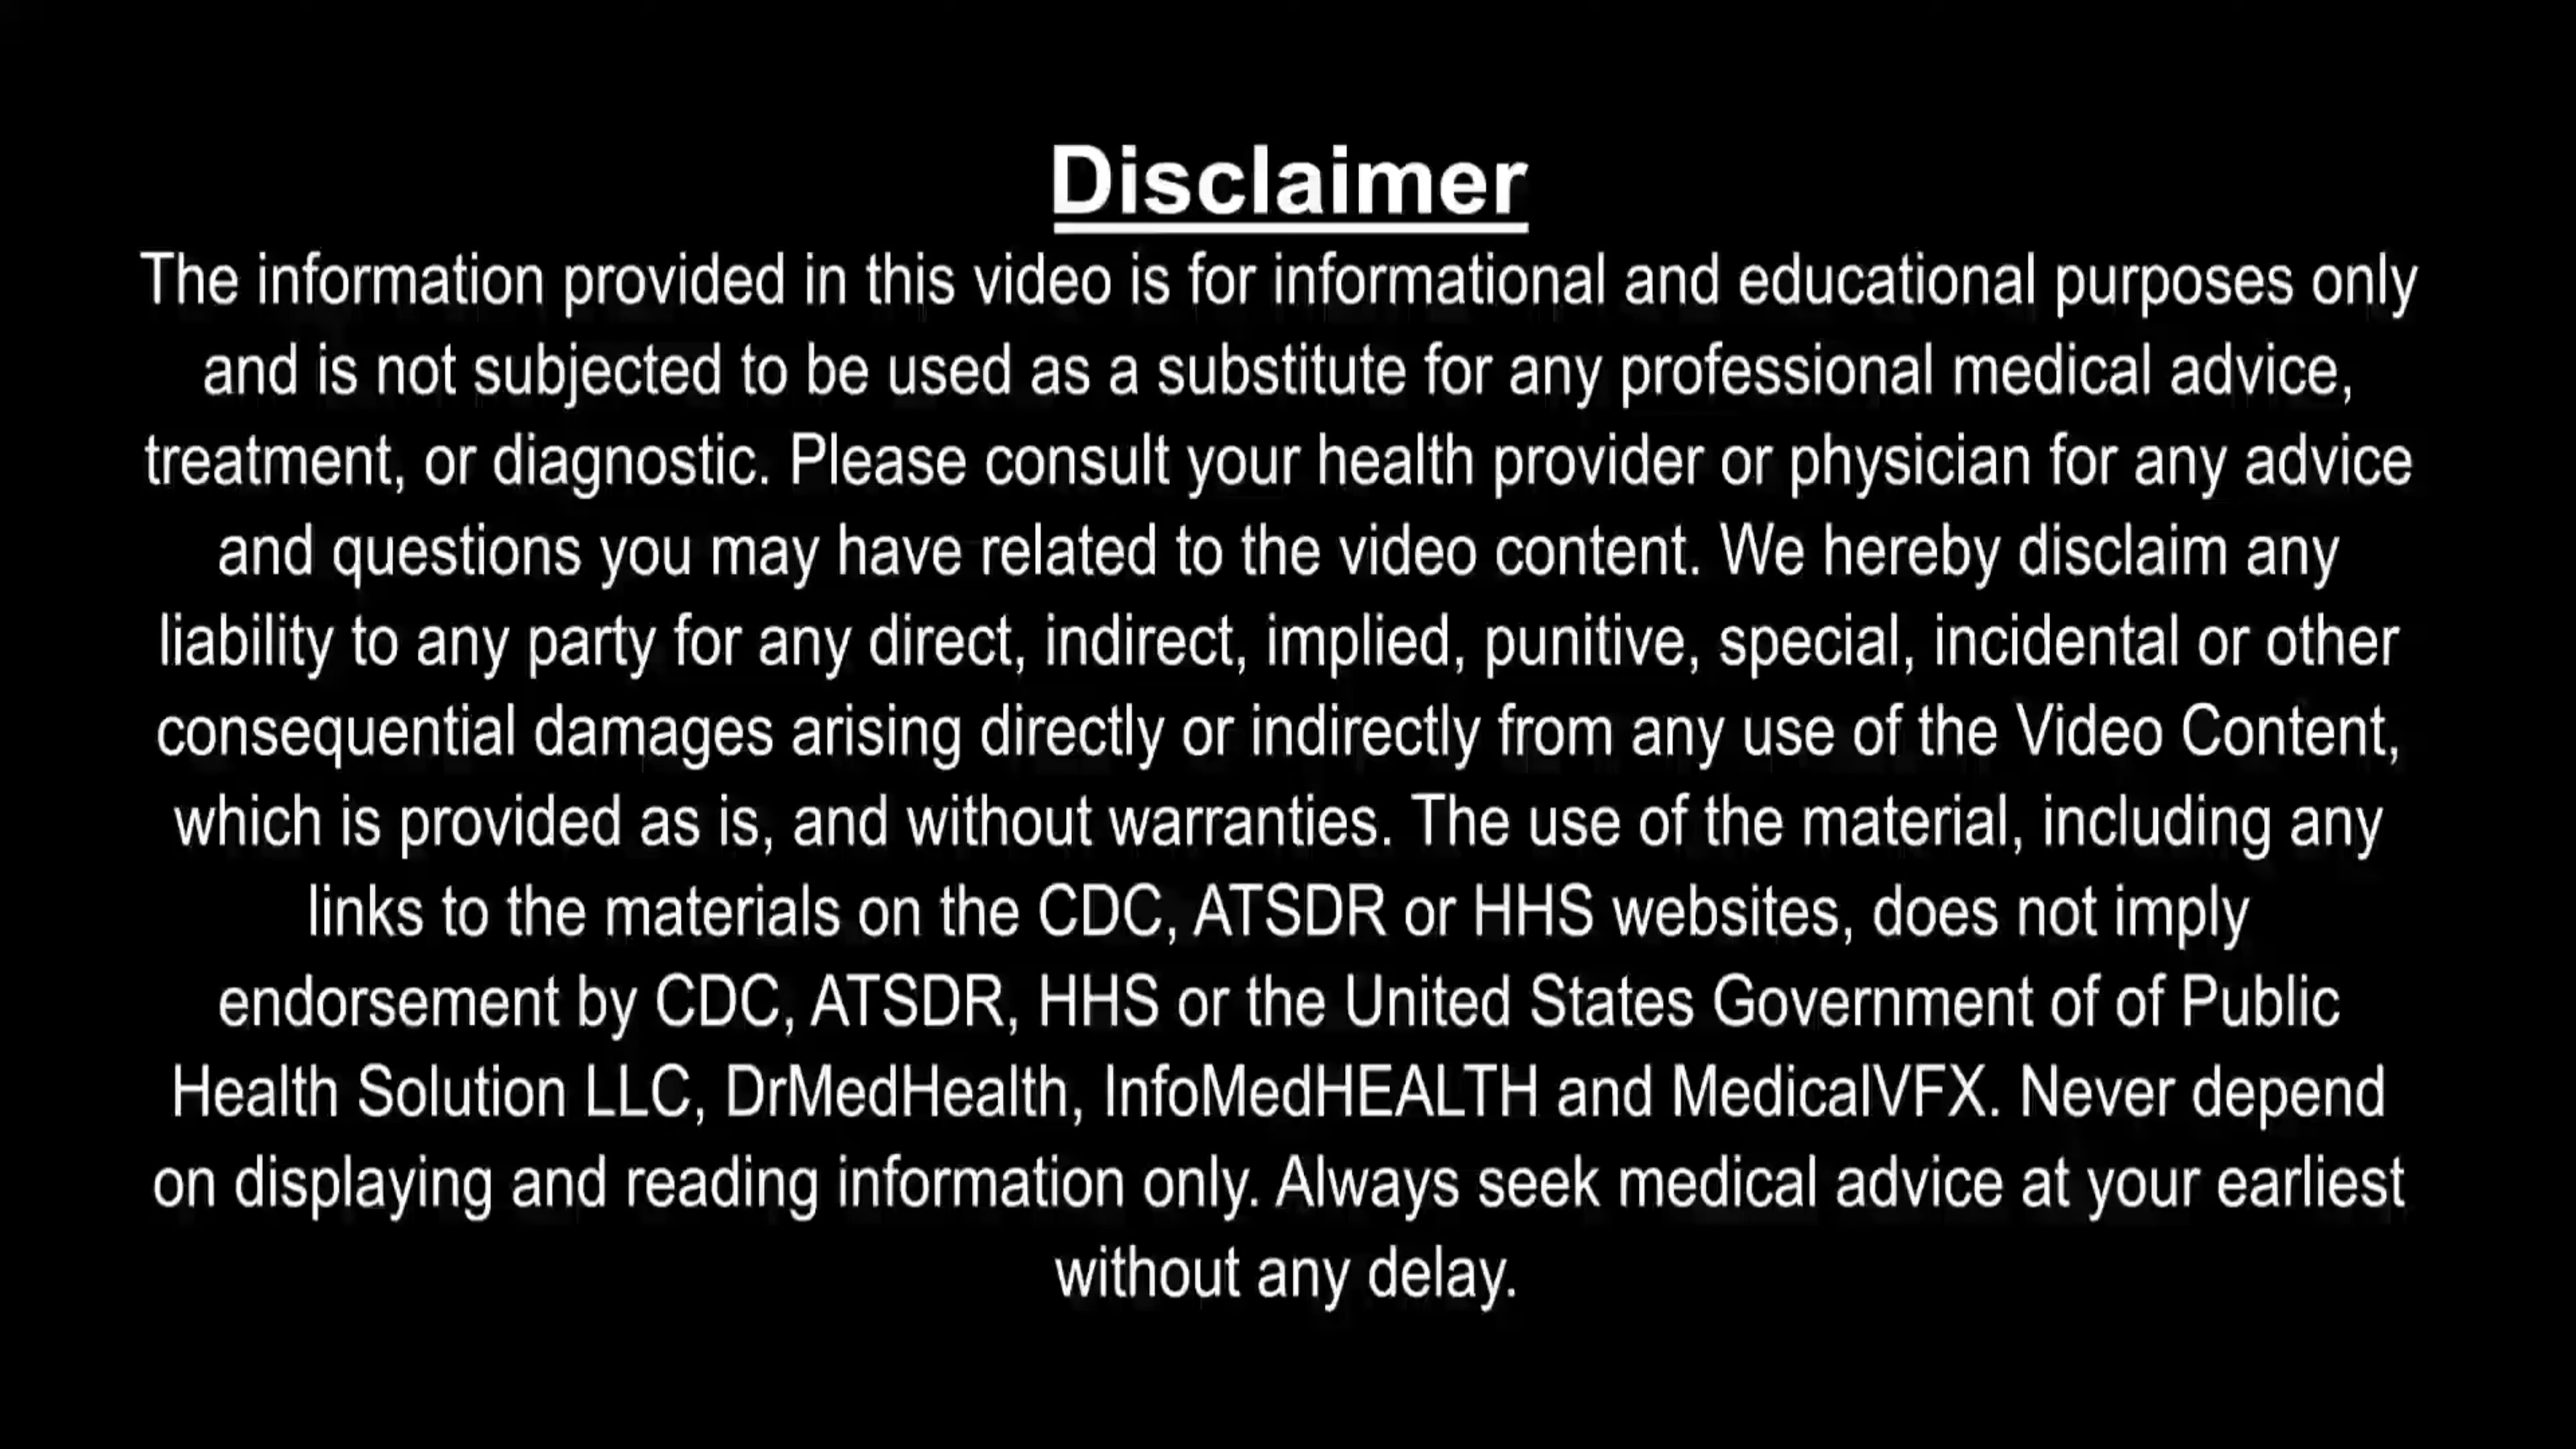 Disclaimer
The information provided in this video is for informational and educational purposes only
and is not subjected to be used as a substitute for any professional medical advice,
treatment, or diagnostic. Please consult your health provider or physician for any advice
and questions you may have related to the video content. We hereby disclaim any
liability to any party for any direct, indirect, implied, punitive, special, incidental or other
consequential damages arising directly or indirectly from any use of the Video Content,
which is provided as is, and without warranties. The use of the material, including any
links to the materials on the CDC, ATSDR or HHS websites, does not imply
endorsement by CDC, ATSDR, HHS or the United States Government of of Public
Health Solution LLC, DrMedHealth, InfoMedHEALTH and MedicalVFX. Never depend
on displaying and reading information only. Always seek medical advice at your earliest
without any delay.